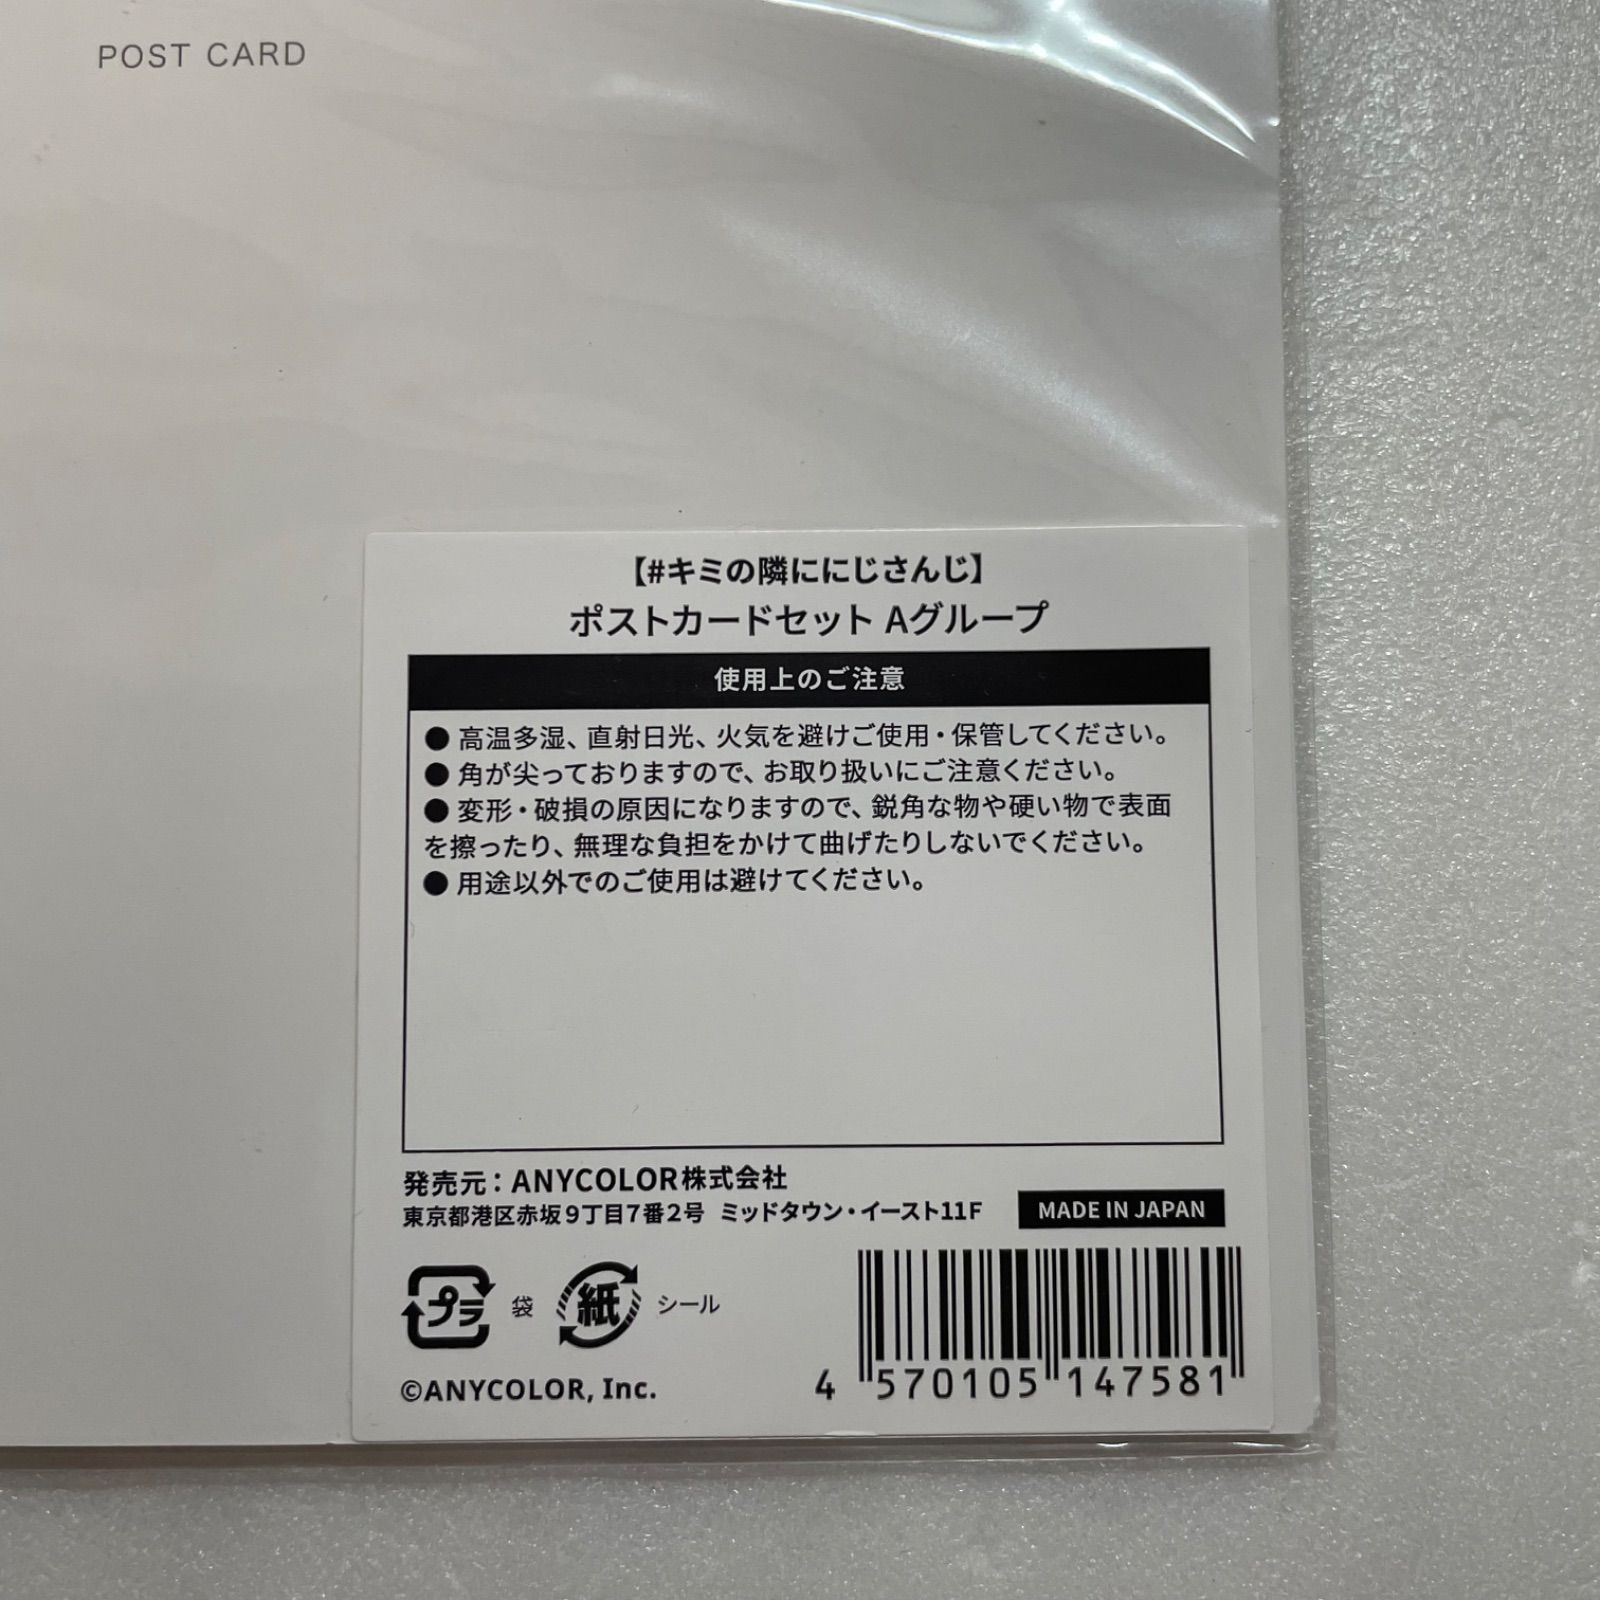 POST CARD
【#キミの隣ににじさんじ】
ポストカードセット Aグループ
使用上のご注意
● 高温多湿、直射日光、火気を避けご使用・保管してください。
● 角が尖っておりますので、お取り扱いにご注意ください。
● 変形・破損の原因になりますので、鋭角な物や硬い物で表面
を擦ったり、無理な負担をかけて曲げたりしないでください。
● 用途以外でのご使用は避けてください。
発売元：ANYCOLOR株式会社
東京都港区赤坂9丁目7番2号 ミッドタウン・イースト11F
MADE IN JAPAN
プラ 袋 紙 シール
©ANYCOLOR, Inc.
4 570105 147581